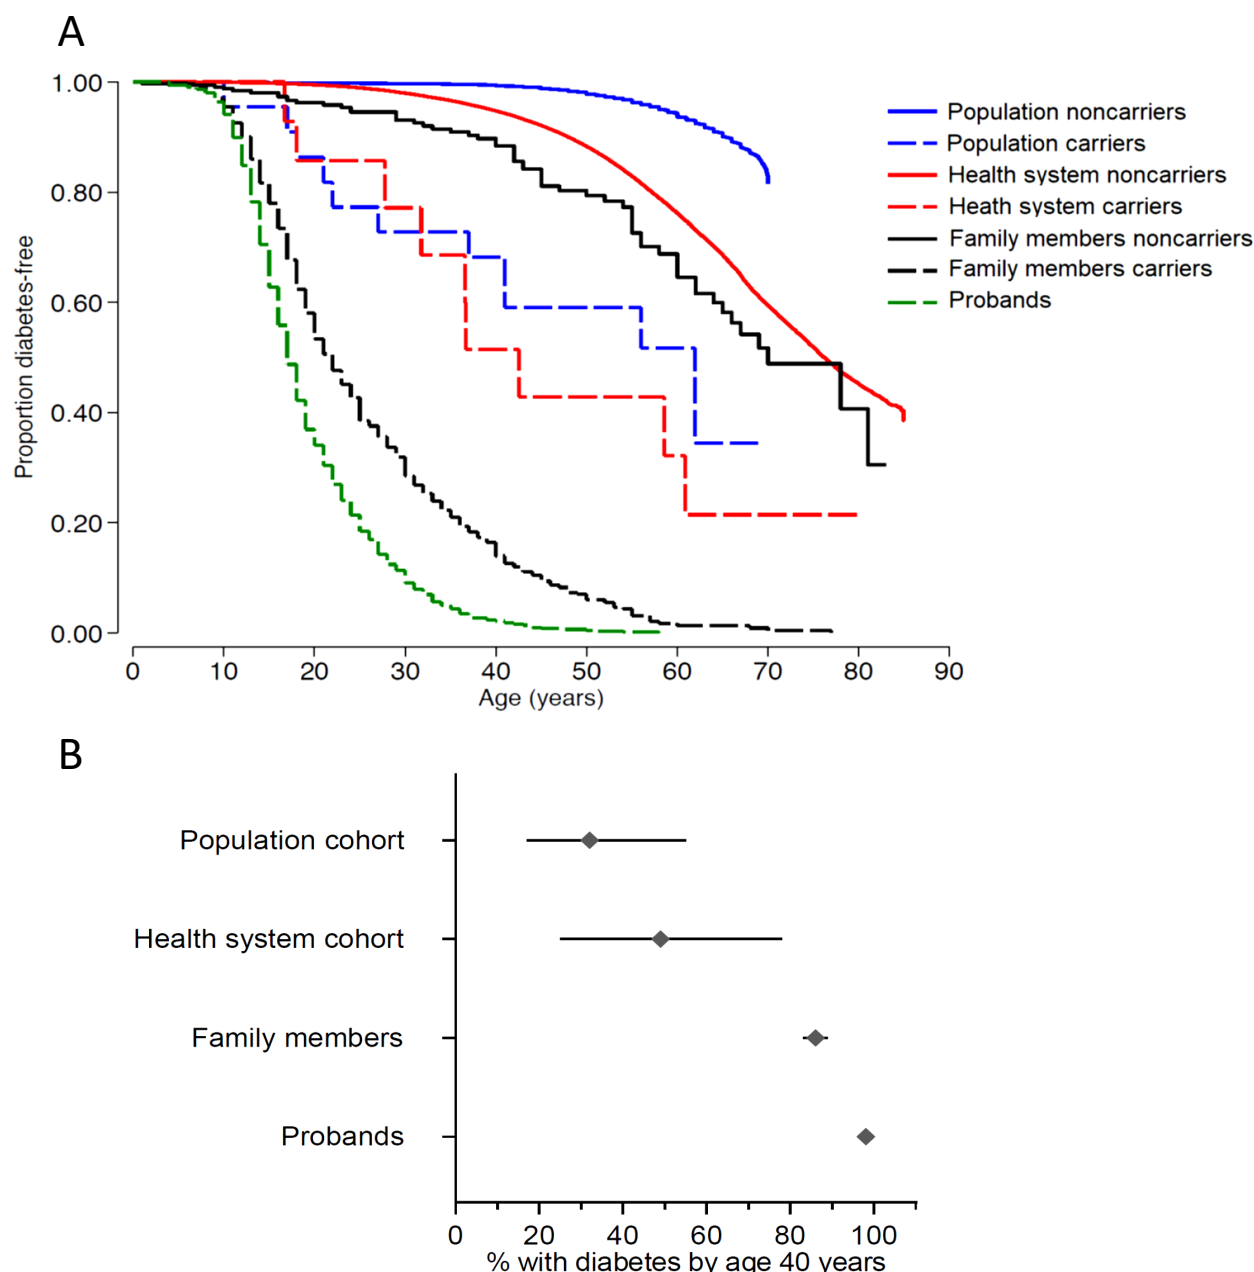 A
1.00
0.80
0.60
0.40
0.20
0.00
Proportion diabetes-free
0 10 20 30 40 50 60 70 80 90
Age (years)
Population noncarriers
Population carriers
Health system noncarriers
Heath system carriers
Family members noncarriers
Family members carriers
Probands
B
Population cohort
Health system cohort
Family members
Probands
0 20 40 60 80 100
% with diabetes by age 40 years